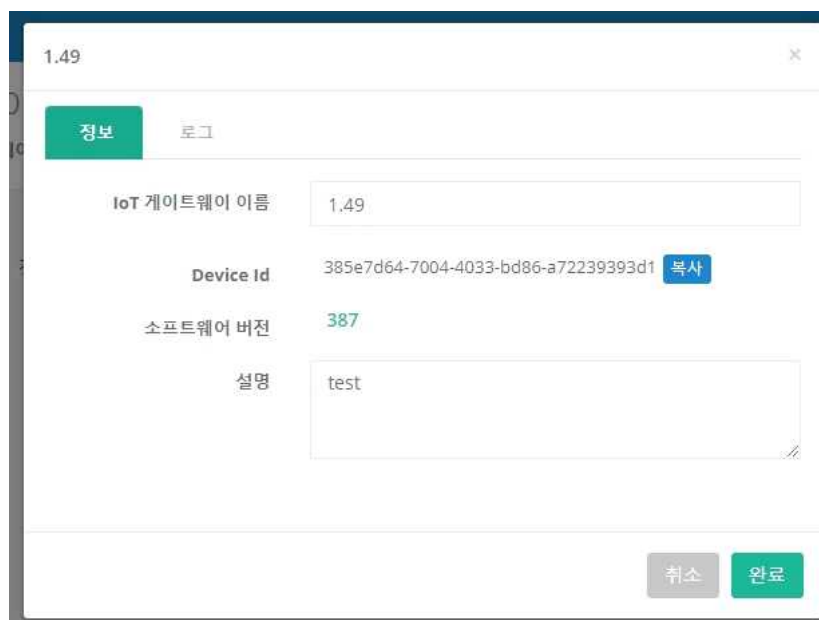 1.49
×
정보
로그
IoT 게이트웨이 이름
1.49
Device Id
385e7d64-7004-4033-bd86-a72239393d1
복사
소프트웨어 버전
387
설명
test
취소
완료